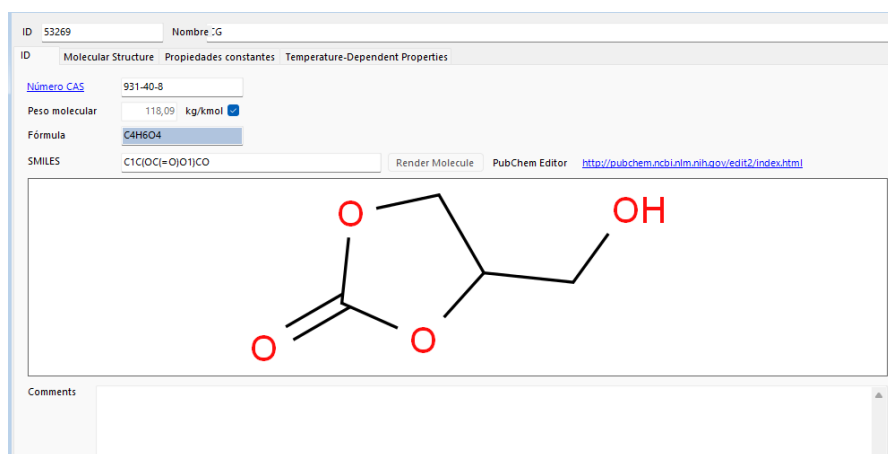 ID 53269 Nombre CG
ID Molecular Structure Propiedades constantes Temperature-Dependent Properties
Número CAS 931-40-8
Peso molecular 118,09 kg/kmol
Fórmula C4H6O4
SMILES C1C(OC(=O)O1)CO Render Molecule PubChem Editor http://pubchem.ncbi.nlm.nih.gov/edit2/index.html
O OH
O O
Comments